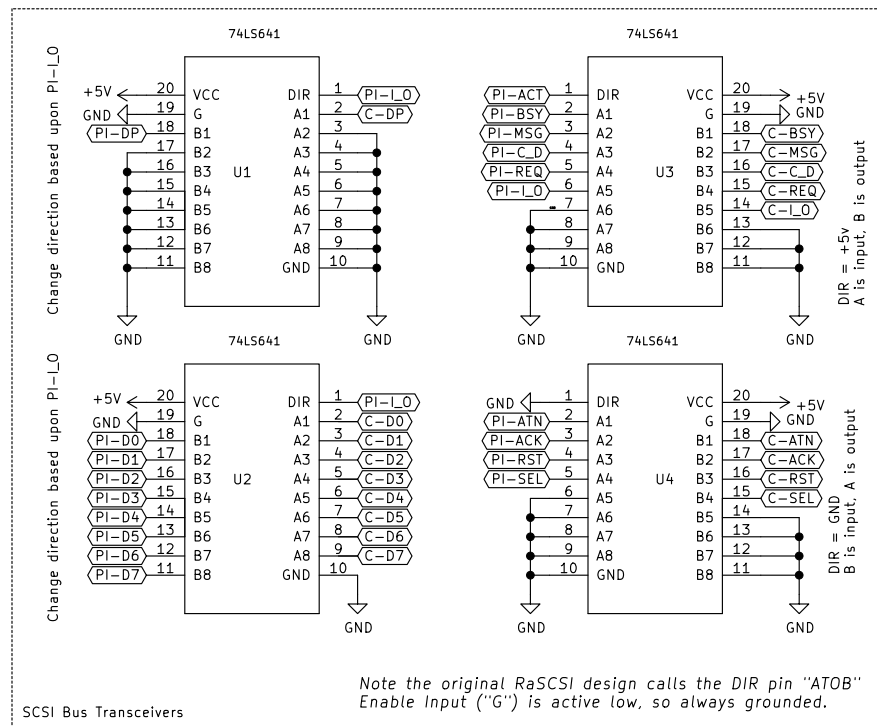 74LS641
Change direction based upon PI-I_O
+5V 20 VCC DIR 1 PI-I_O
GND 19 G A1 2 C-DP
PI-DP 18 B1 A2 3
17 B2 A3 4
16 B3 U1 A4 5
15 B4 A5 6
14 B5 A6 7
13 B6 A7 8
12 B7 A8 9
11 B8 GND 10
GND GND
74LS641
PI-ACT 1 DIR VCC 20 +5V
PI-BSY 2 A1 G 19 GND
PI-MSG 3 A2 B1 18 C-BSY
PI-C_D 4 A3 B2 17 C-MSG
PI-REQ 5 A4 U3 B3 16 C-C_D
PI-I_O 6 A5 B4 15 C-REQ
7 A6 B5 14 C-I_O
8 A7 B6 13
9 A8 B7 12
10 GND B8 11
GND GND
DIR = +5v
A is input, B is output
74LS641
Change direction based upon PI-I_O
+5V 20 VCC DIR 1 PI-I_O
GND 19 G A1 2 C-D0
PI-D0 18 B1 A2 3 C-D1
PI-D1 17 B2 A3 4 C-D2
PI-D2 16 B3 U2 A4 5 C-D3
PI-D3 15 B4 A5 6 C-D4
PI-D4 14 B5 A6 7 C-D5
PI-D5 13 B6 A7 8 C-D6
PI-D6 12 B7 A8 9 C-D7
PI-D7 11 B8 GND 10
GND
74LS641
GND 1 DIR VCC 20 +5V
PI-ATN 2 A1 G 19 GND
PI-ACK 3 A2 B1 18 C-ATN
PI-RST 4 A3 B2 17 C-ACK
PI-SEL 5 A4 U4 B3 16 C-RST
6 A5 B4 15 C-SEL
7 A6 B5 14
8 A7 B6 13
9 A8 B7 12
10 GND B8 11
GND GND
DIR = GND
B is input, A is output
Note the original RaSCSI design calls the DIR pin "ATOB"
Enable Input ("G") is active low, so always grounded.
SCSI Bus Transceivers